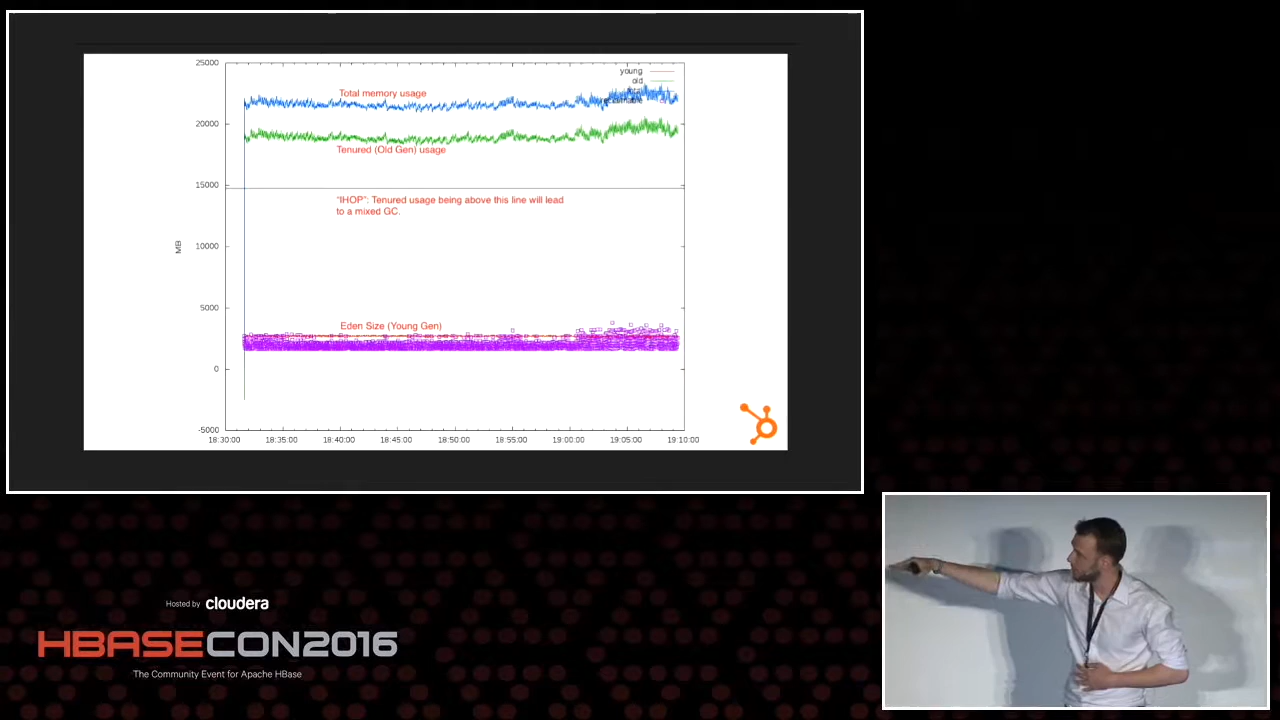 25000
20000
15000
10000
5000
0
-5000
MB
18:30:00 18:35:00 18:40:00 18:45:00 18:50:00 18:55:00 19:00:00 19:05:00 19:10:00
young
old
total
Total memory usage
Tenured (Old Gen) usage
"IHOP": Tenured usage being above this line will lead
to a mixed GC.
Eden Size (Young Gen)
Hosted by cloudera
HBASECON2016
The Community Event for Apache HBase